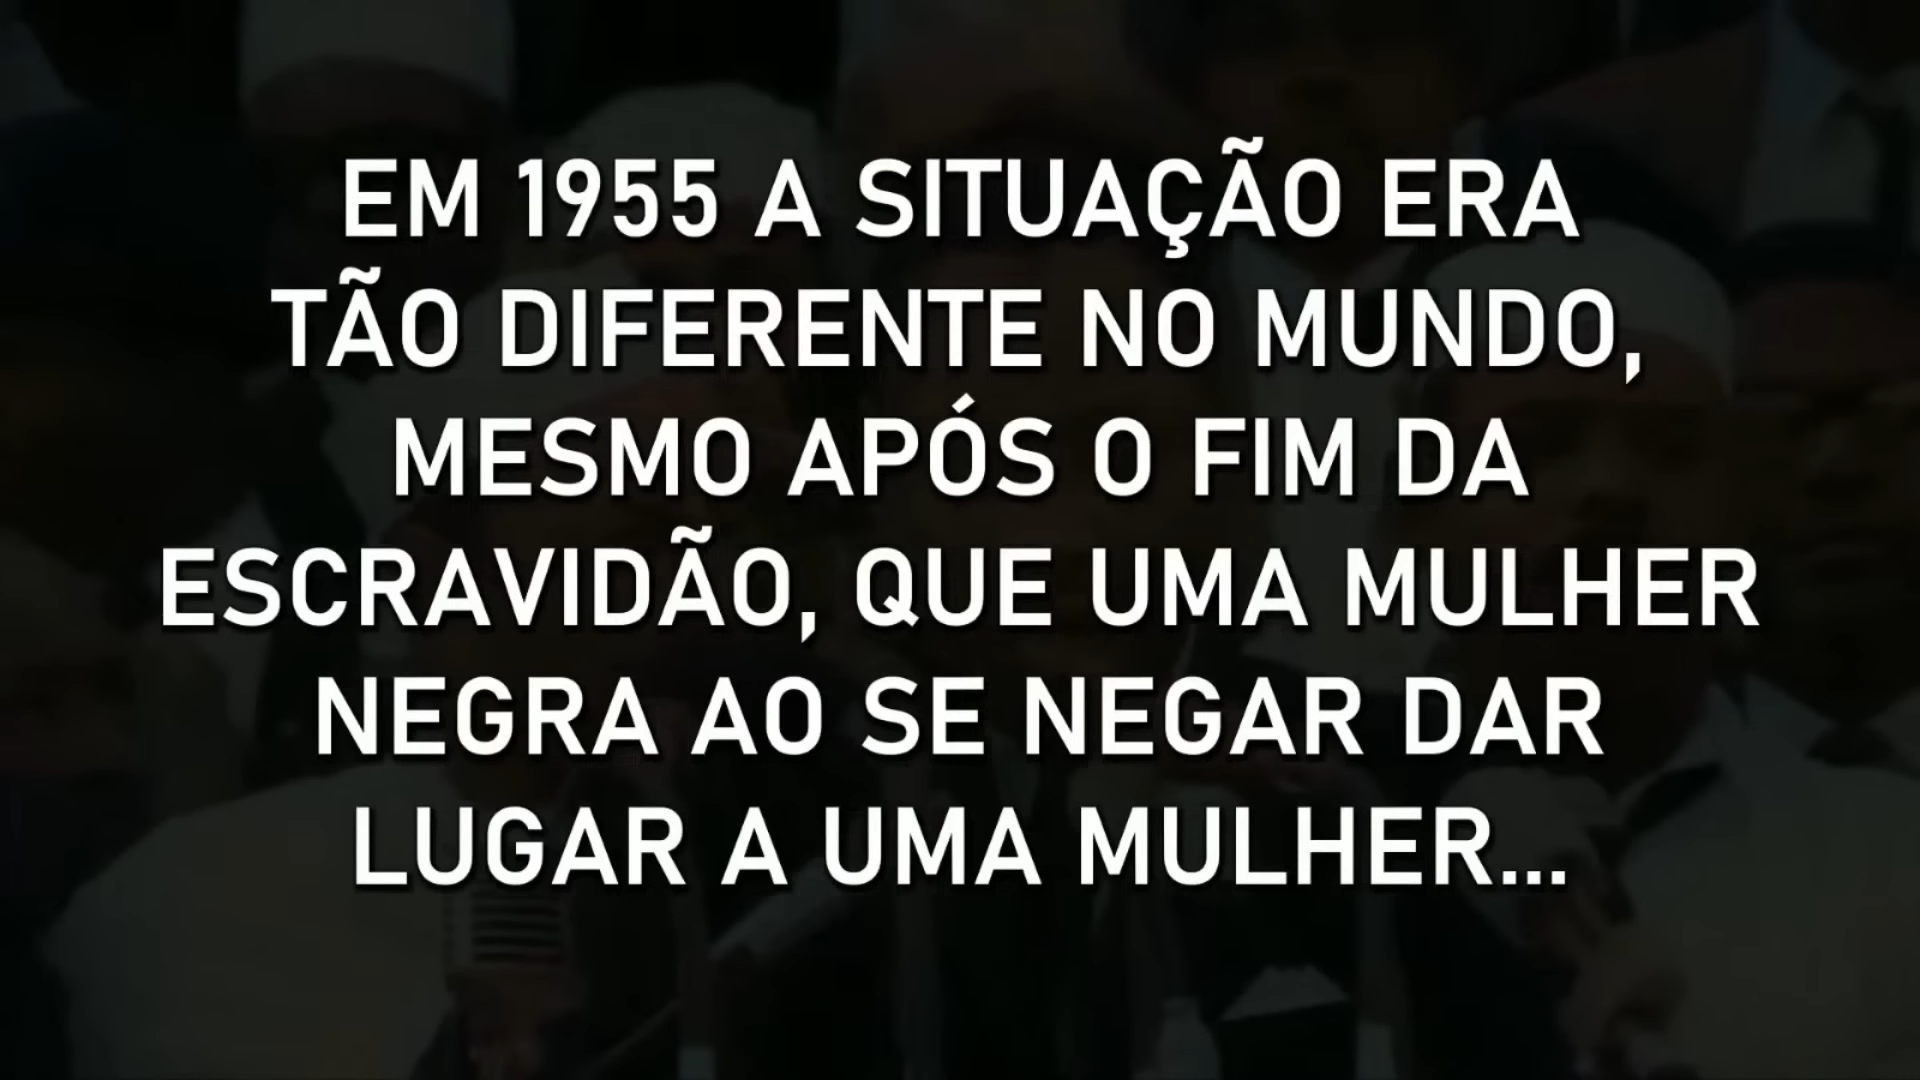 EM 1955 A SITUAÇÃO ERA
TÃO DIFERENTE NO MUNDO,
MESMO APÓS O FIM DA
ESCRAVIDÃO, QUE UMA MULHER
NEGRA AO SE NEGAR DAR
LUGAR A UMA MULHER...